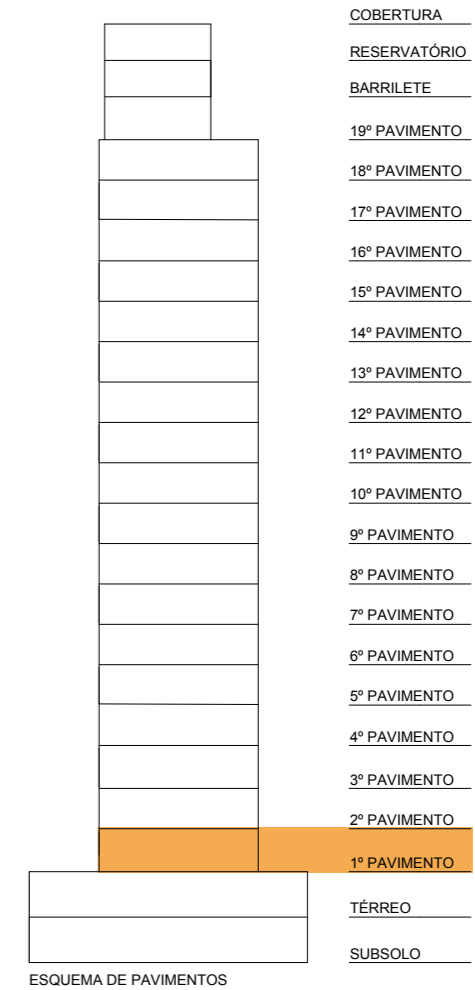 COBERTURA
RESERVATÓRIO
BARRILETE
19º PAVIMENTO
18º PAVIMENTO
17º PAVIMENTO
16º PAVIMENTO
15º PAVIMENTO
14º PAVIMENTO
13º PAVIMENTO
12º PAVIMENTO
11º PAVIMENTO
10º PAVIMENTO
9º PAVIMENTO
8º PAVIMENTO
7º PAVIMENTO
6º PAVIMENTO
5º PAVIMENTO
4º PAVIMENTO
3º PAVIMENTO
2º PAVIMENTO
1º PAVIMENTO
TÉRREO
SUBSOLO
ESQUEMA DE PAVIMENTOS